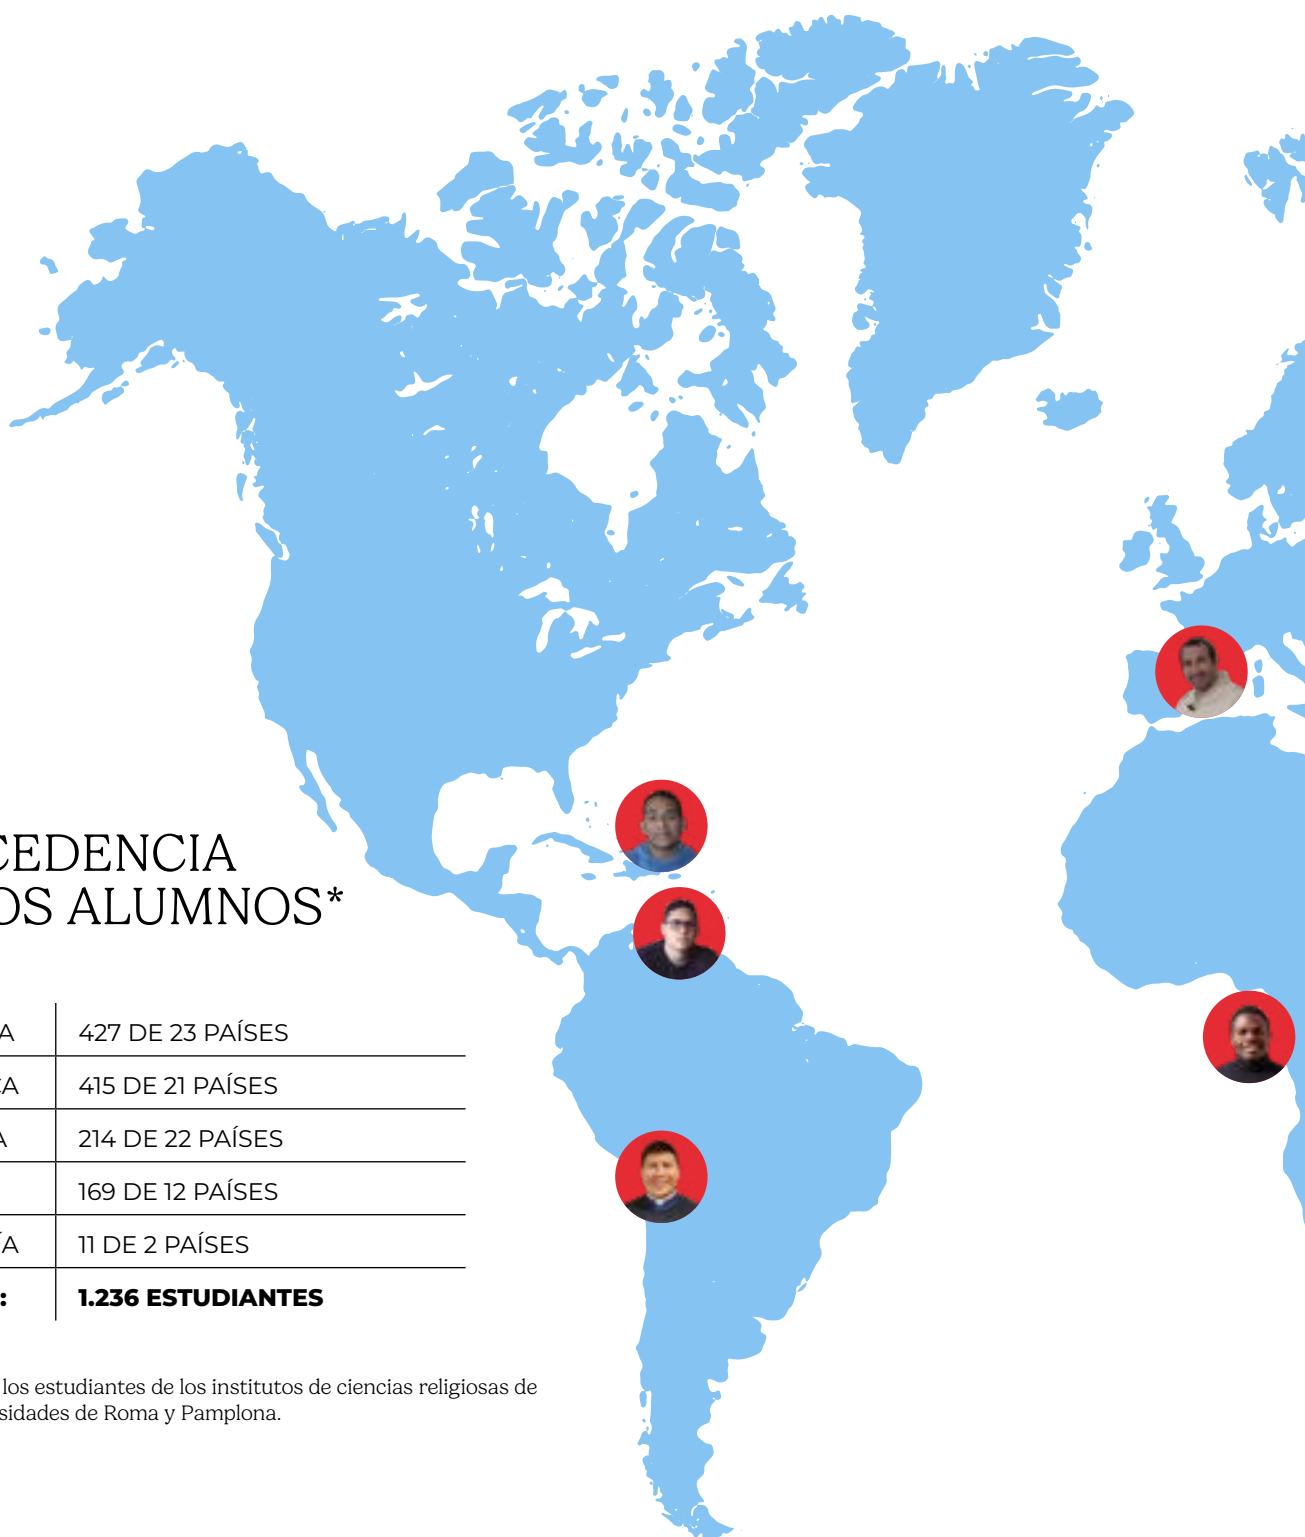 CEDENCIA
OS ALUMNOS*
A 427 DE 23 PAÍSES
CA 415 DE 21 PAÍSES
A 214 DE 22 PAÍSES
169 DE 12 PAÍSES
ÍA 11 DE 2 PAÍSES
: 1.236 ESTUDIANTES
los estudiantes de los institutos de ciencias religiosas de
sidades de Roma y Pamplona.